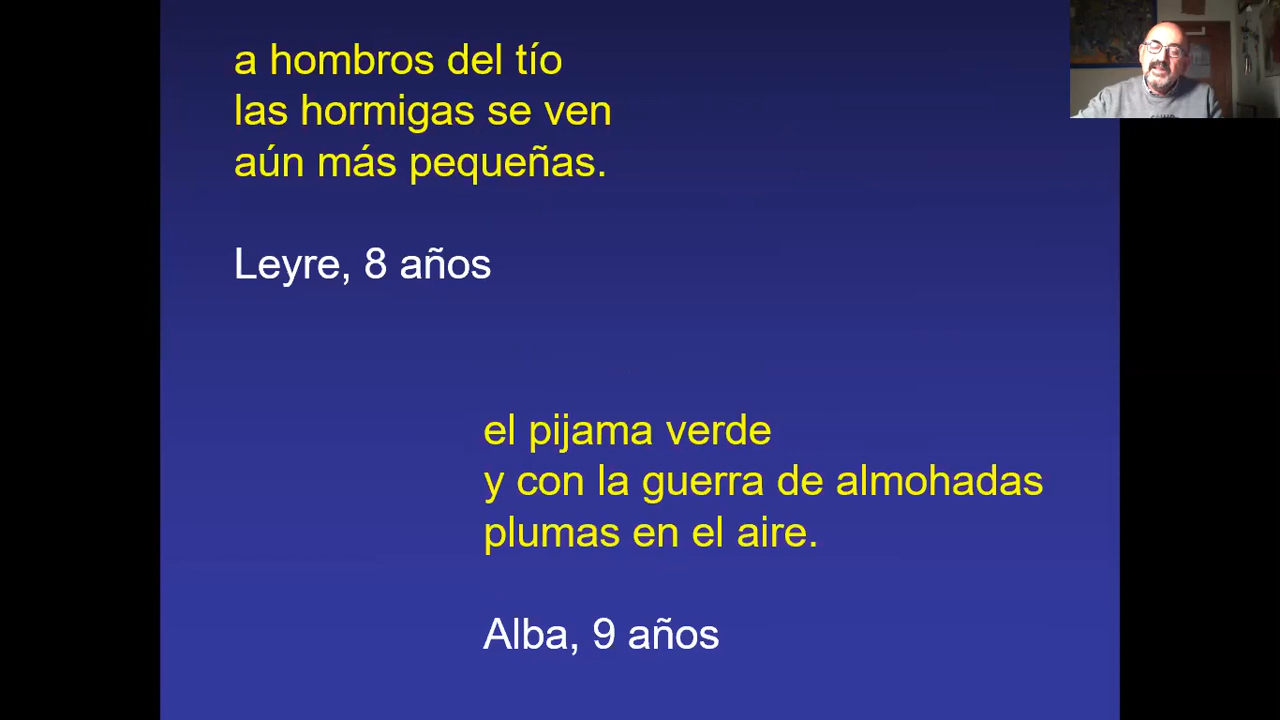 a hombros del tío
las hormigas se ven
aún más pequeñas.
Leyre, 8 años
el pijama verde
y con la guerra de almohadas
plumas en el aire.
Alba, 9 años